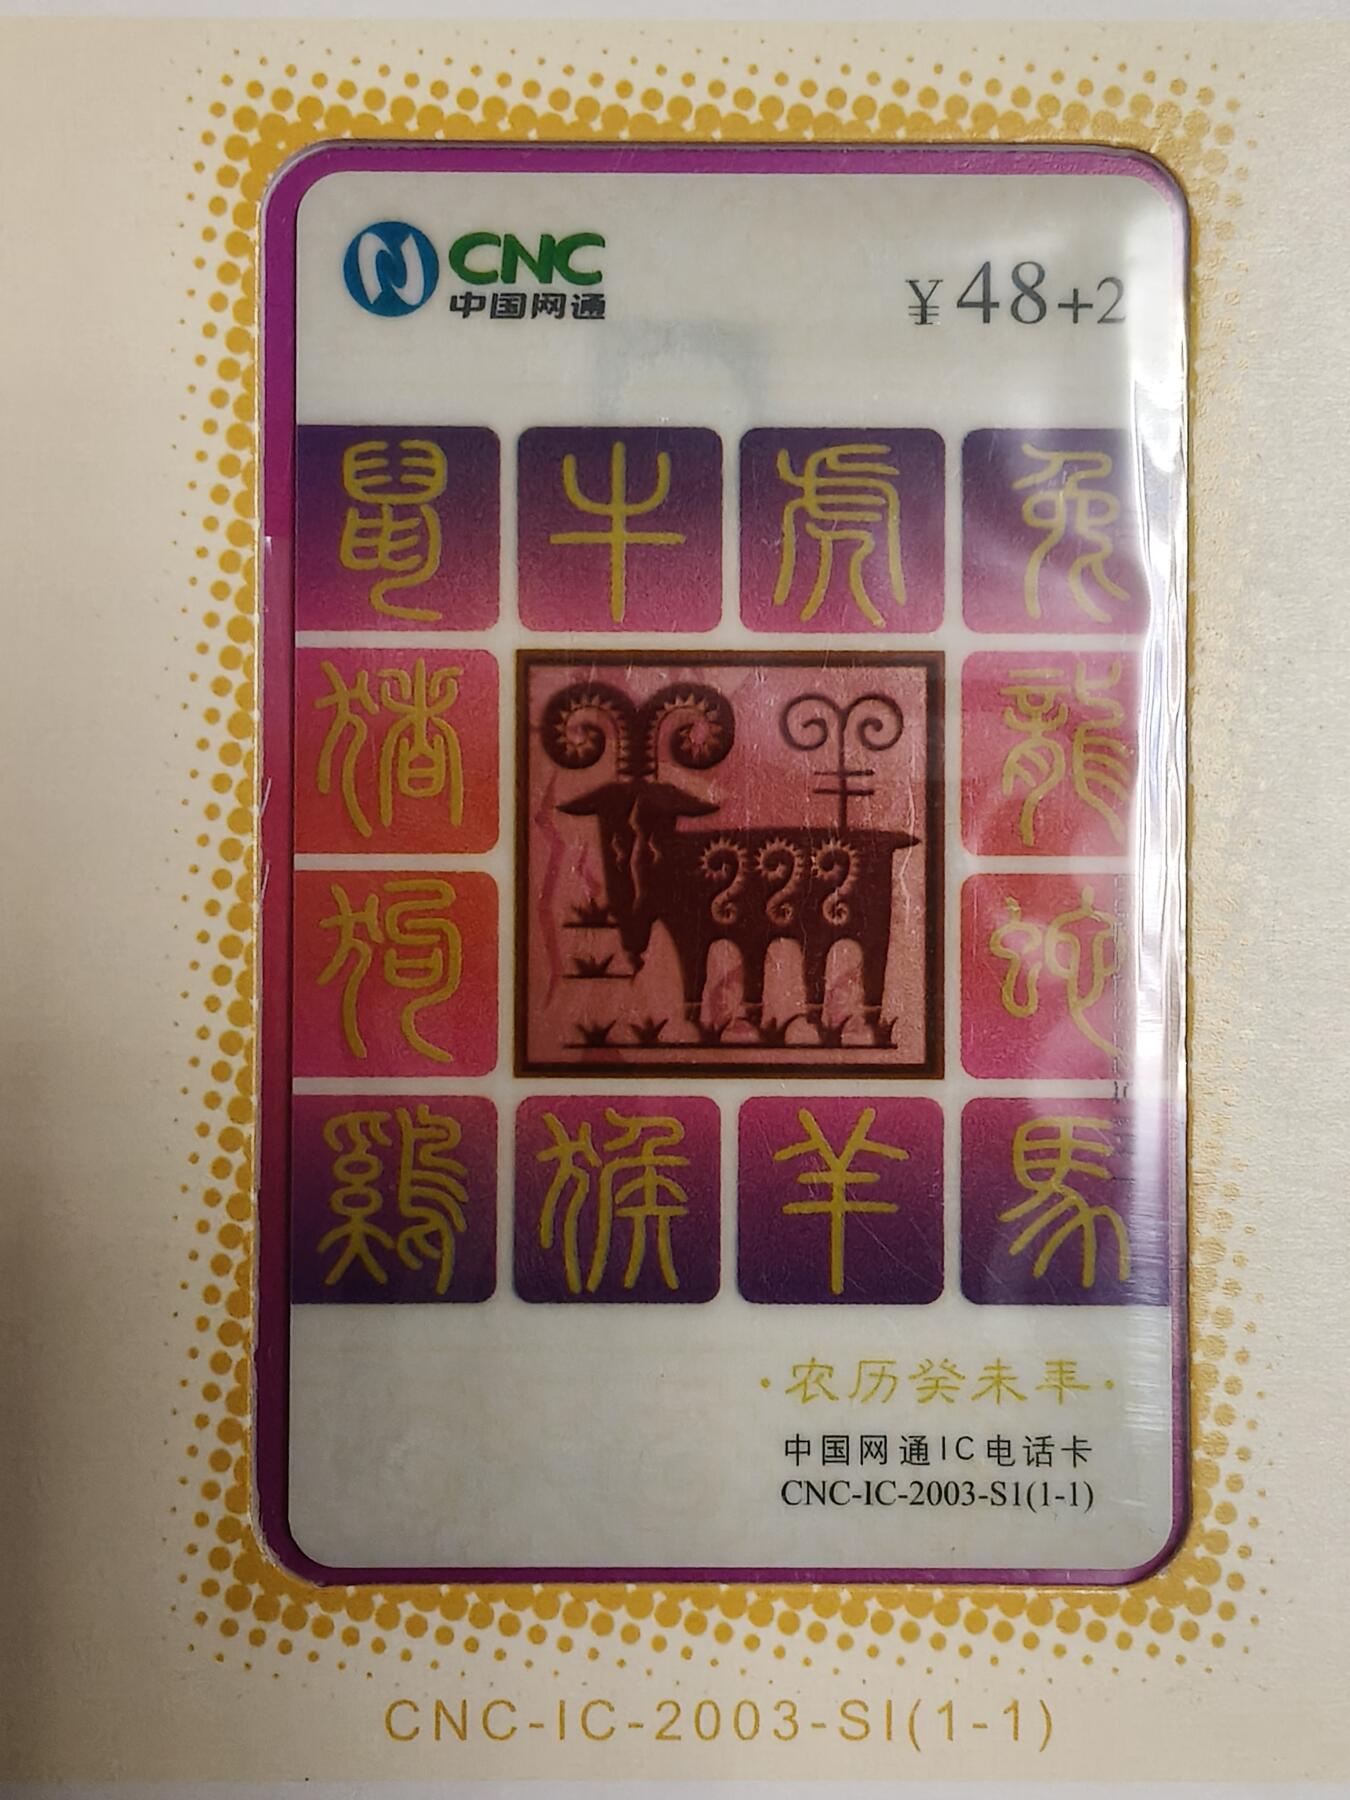 CNC
中国网通
¥48+2
鼠 牛 虎 兔
猪 龍
狗 蛇
鷄 猴 羊 馬
·农历癸未年·
中国网通IC电话卡
CNC-IC-2003-S1(1-1)
CNC-IC-2003-SI(1-1)